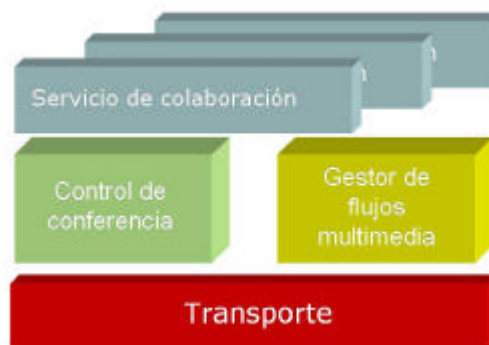 Servicio de colaboración
Control de
conferencia
Gestor de
flujos
multimedia
Transporte